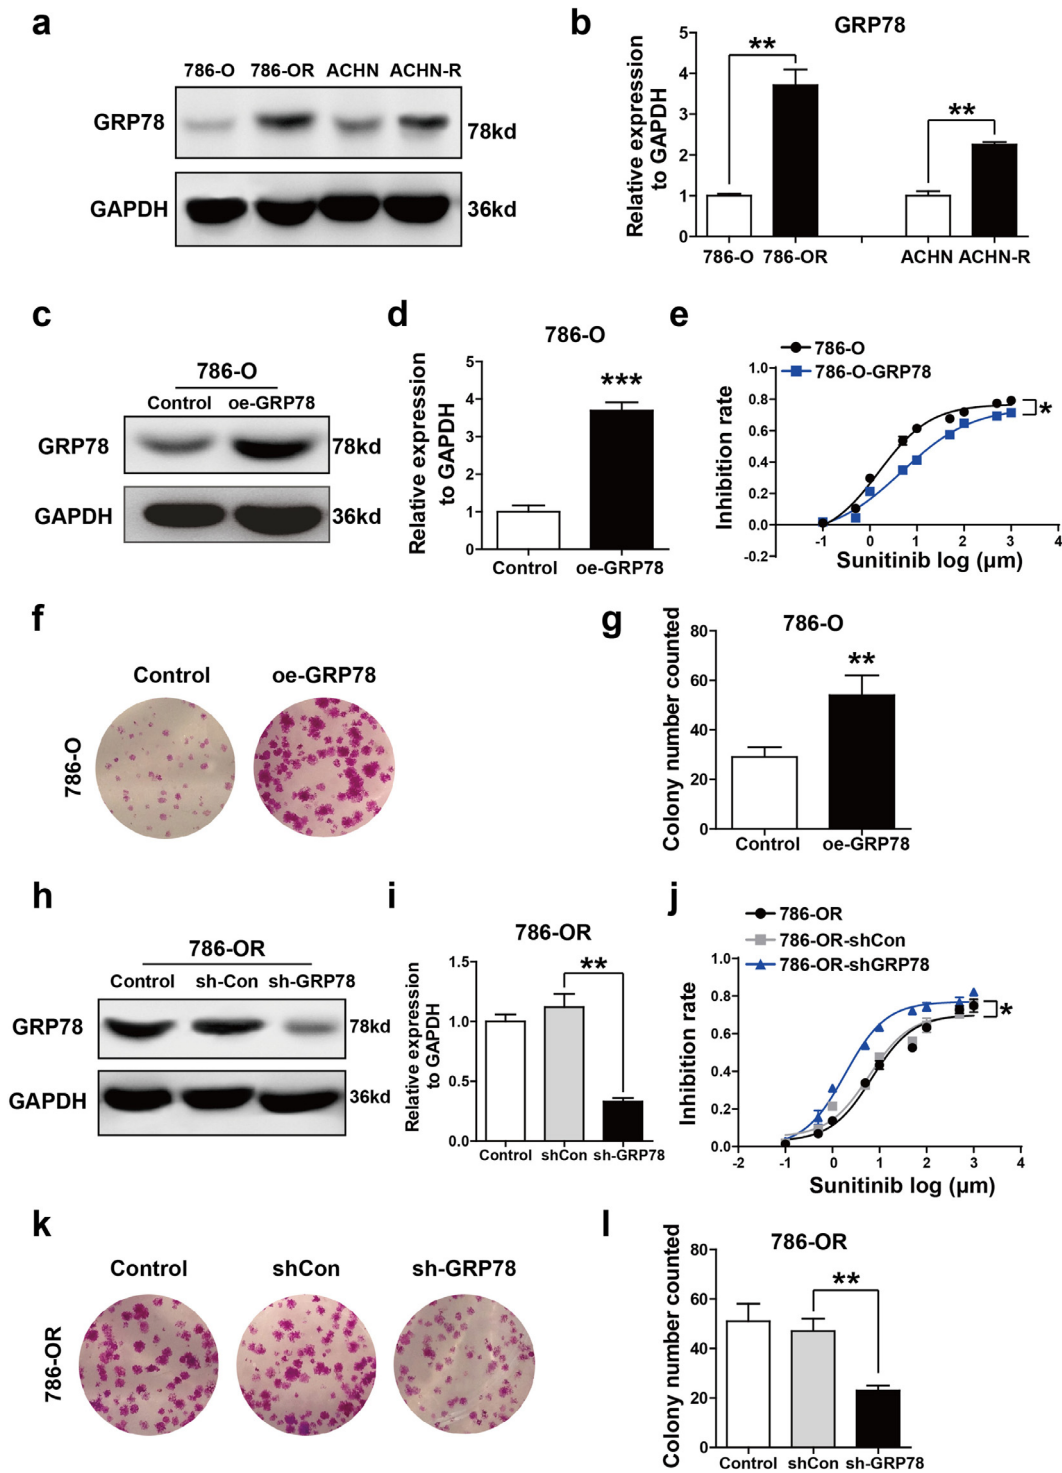 a
786-O 786-OR ACHN ACHN-R
GRP78
78kd
GAPDH
36kd
b
GRP78
Relative expression
to GAPDH
5
4
3
2
1
0
**
**
786-O 786-OR ACHN ACHN-R
c
786-O
Control oe-GRP78
GRP78
78kd
GAPDH
36kd
d
786-O
Relative expression
to GAPDH
5
4
3
2
1
0
***
Control oe-GRP78
e
786-O
786-O-GRP78
Inhibition rate
1.0
0.8
0.6
0.4
0.2
0.0
-0.2
*
-1 0 1 2 3 4
Sunitinib log (μm)
f
Control oe-GRP78
786-O
g
786-O
Colony number counted
80
60
40
20
0
**
Control oe-GRP78
h
786-OR
Control sh-Con sh-GRP78
GRP78
78kd
GAPDH
36kd
i
786-OR
Relative expression
to GAPDH
1.5
1.0
0.5
0.0
**
Control shCon sh-GRP78
j
786-OR
786-OR-shCon
786-OR-shGRP78
Inhibition rate
1.0
0.8
0.6
0.4
0.2
0.0
*
-2 -1 0 1 2 3 4
Sunitinib log (μm)
k
Control shCon sh-GRP78
786-OR
l
786-OR
Colony number counted
80
60
40
20
0
**
Control shCon sh-GRP78